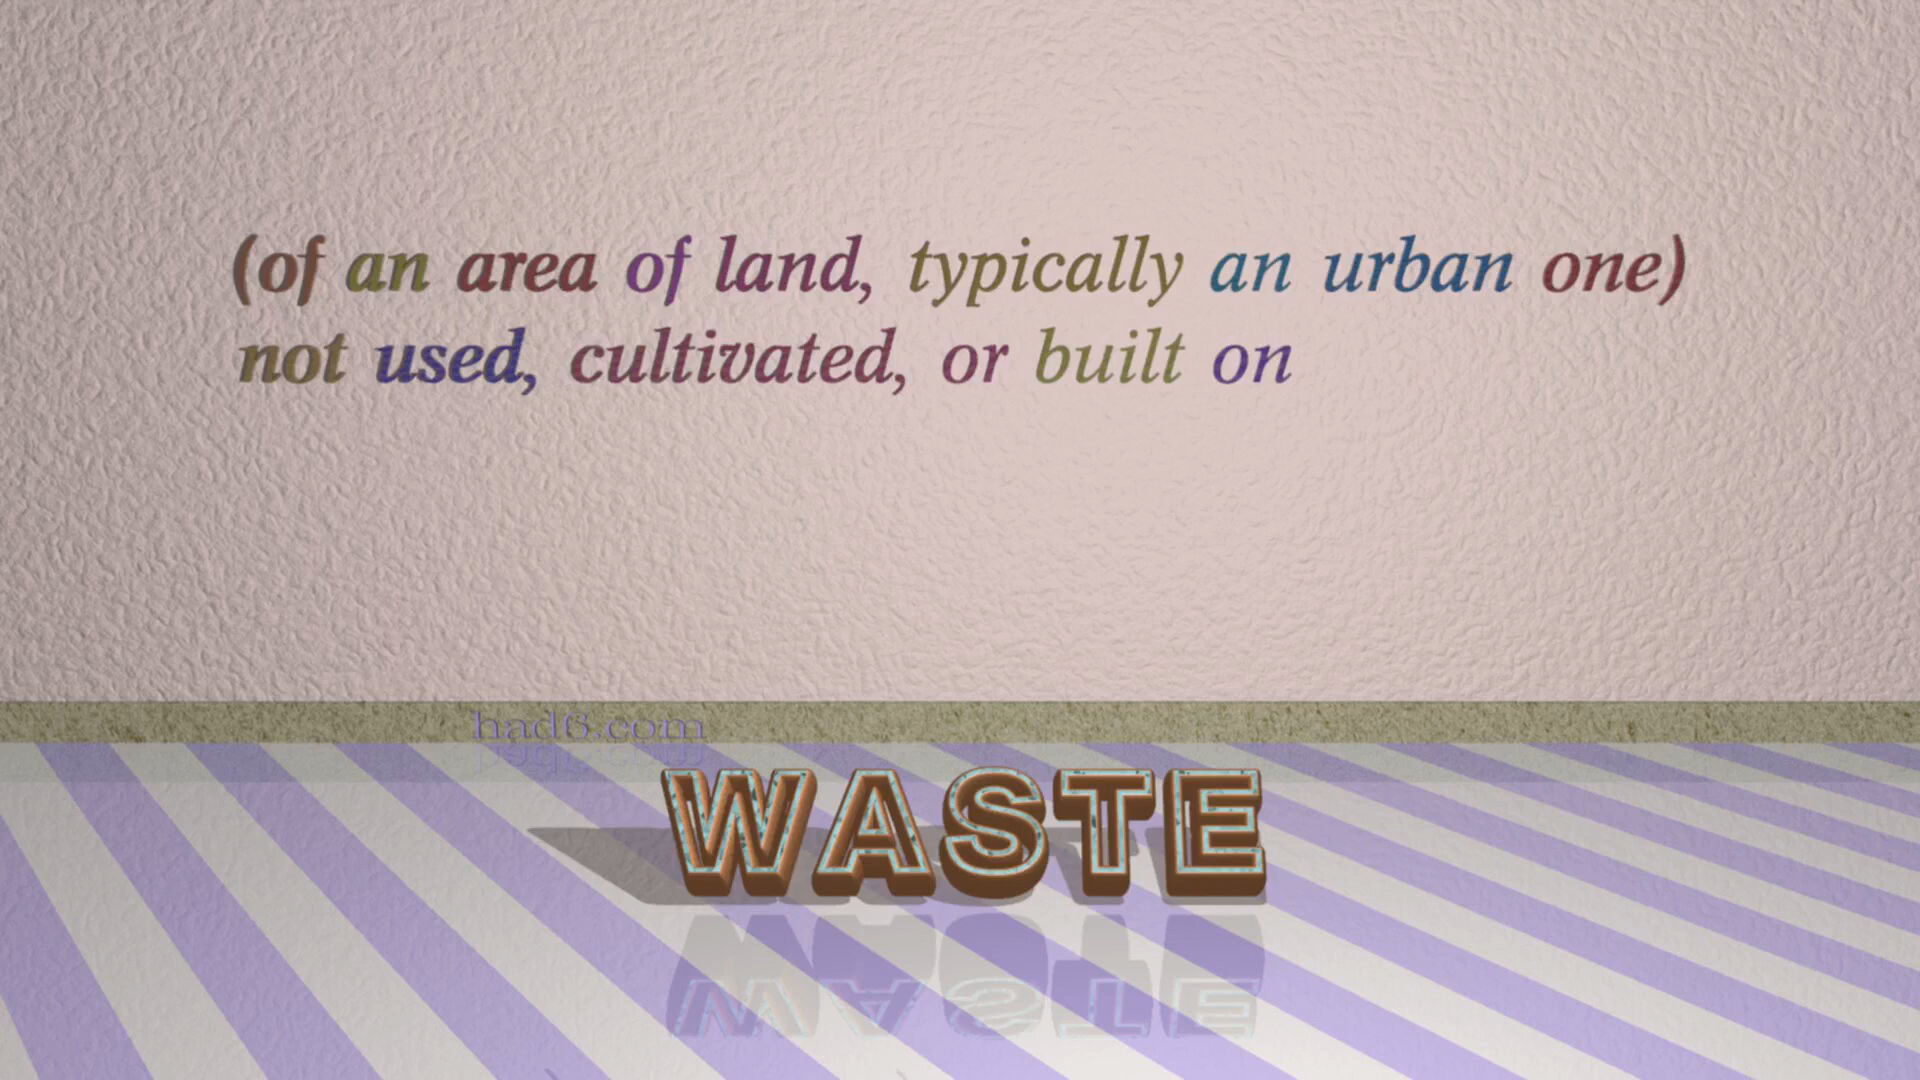 (of an area of land, typically an urban one)
not used, cultivated, or built on
had6.com
WASTE